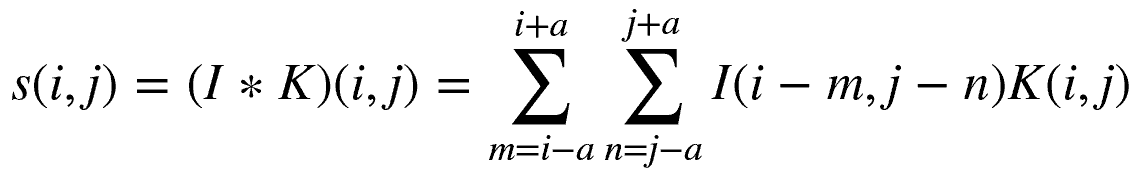 s(i, j) = (I ∗ K)(i, j) = \sum_{m=i-a}^{i+a} \sum_{n=j-a}^{j+a} I(i − m, j − n)K(i, j)